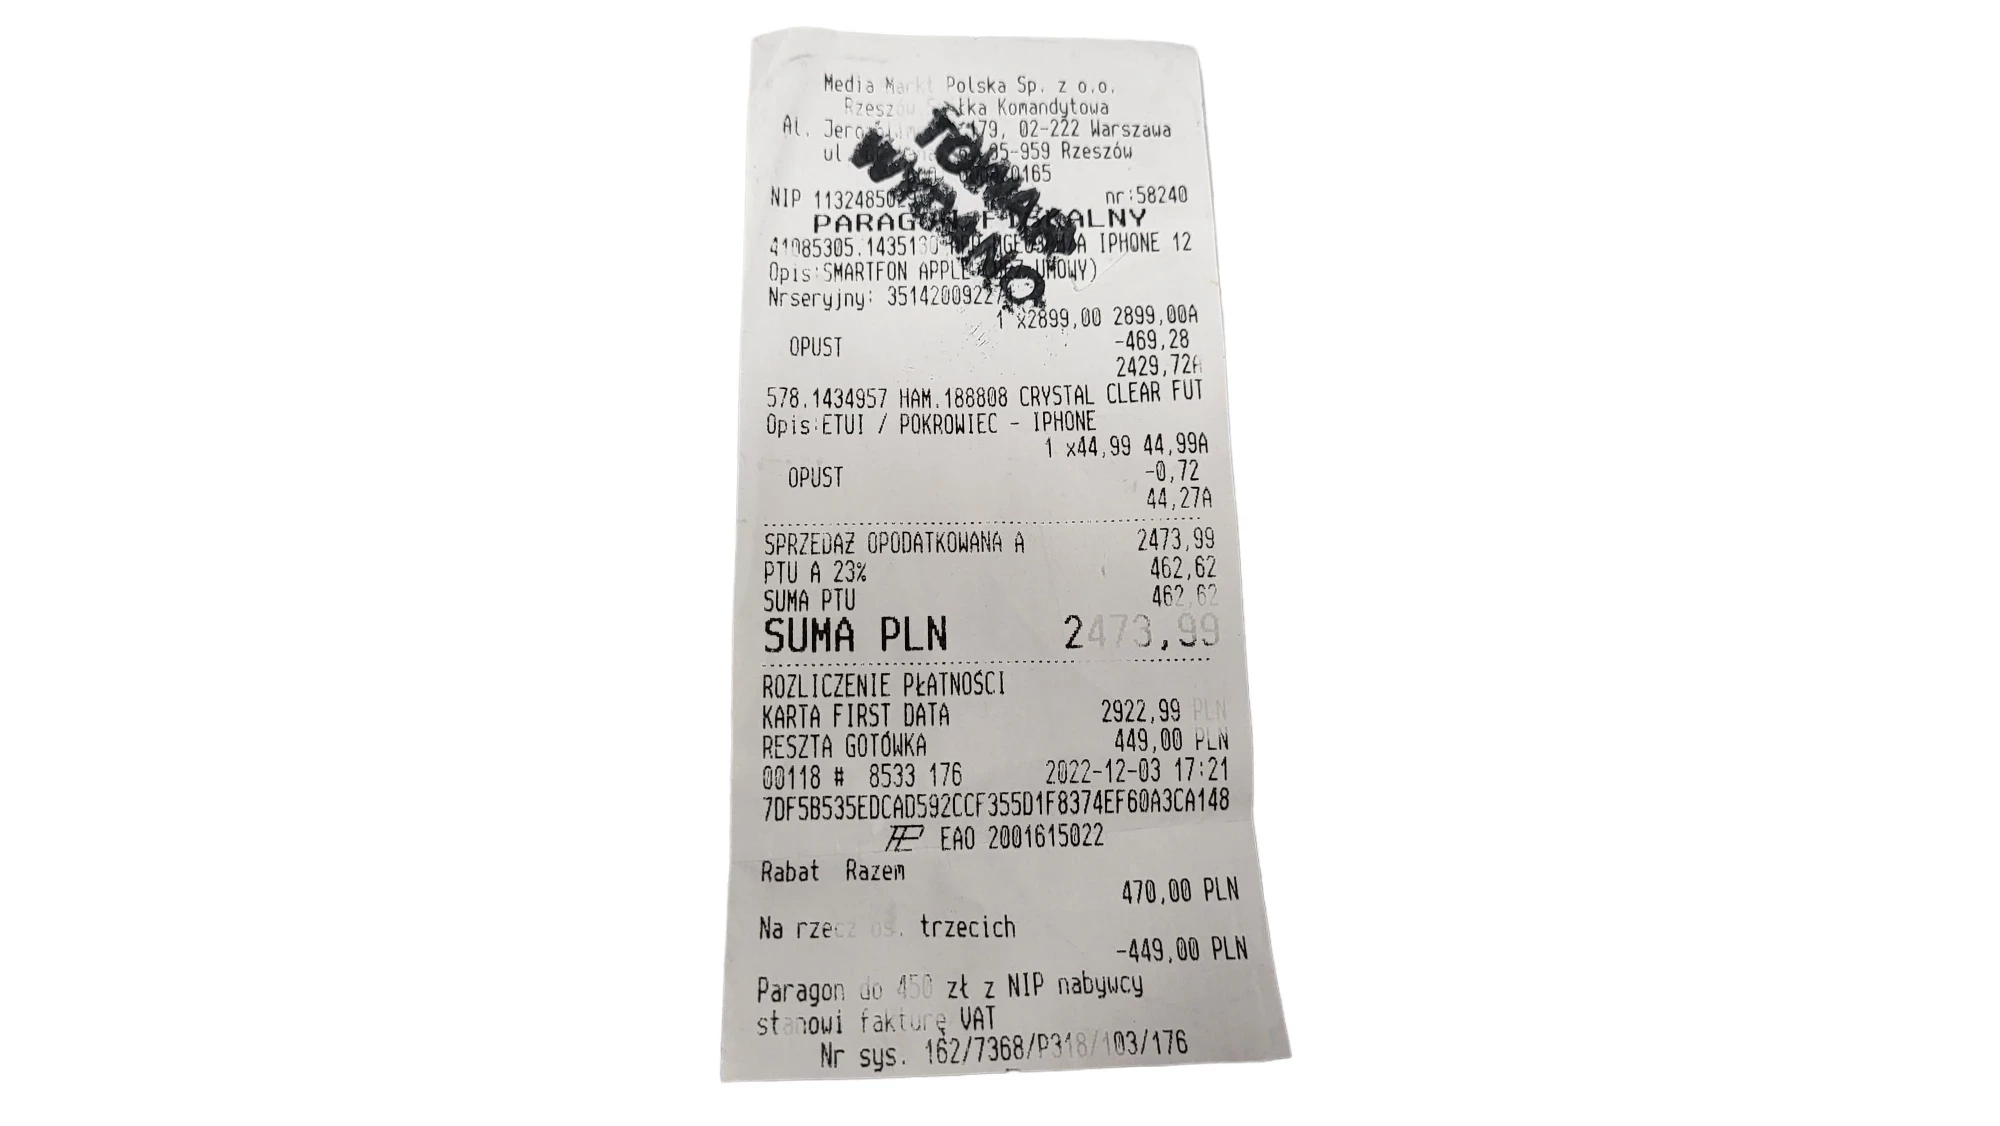 Media Markt Polska Sp. z o.o.
Rzeszów Spółka Komandytowa
Al. 179, 02-222 Warszawa
ul 35-959 Rzeszów
NIP nr:58240
TOWAR
WYDANO
PARAGON FISKALNY
41085305.1435130 IPHONE 12
Opis:SMARTFON APPLE (BEZ UMOWY)
Nrseryjny:
1 x2899,00 2899,00A
OPUST -469,28
2429,72A
578.1434957 HAM.188808 CRYSTAL CLEAR FUT
Opis:ETUI / POKROWIEC - IPHONE
1 x44,99 44,99A
OPUST -0,72
44,27A
SPRZEDAŻ OPODATKOWANA A 2473,99
PTU A 23% 462,62
SUMA PTU 462,62
SUMA PLN 2473,99
ROZLICZENIE PŁATNOŚCI
KARTA FIRST DATA 2922,99 PLN
RESZTA GOTÓWKA 449,00 PLN
00118 # 8533 176 2022-12-03 17:21
7DF5B535EDCAD592CCF355D1F8374EF60A3CA148
EAO 2001615022
Rabat Razem
470,00 PLN
Na rzecz os. trzecich
-449,00 PLN
Paragon do 450 zł z NIP nabywcy
stanowi fakturę VAT
Nr sys. 162/7368/P318/103/176